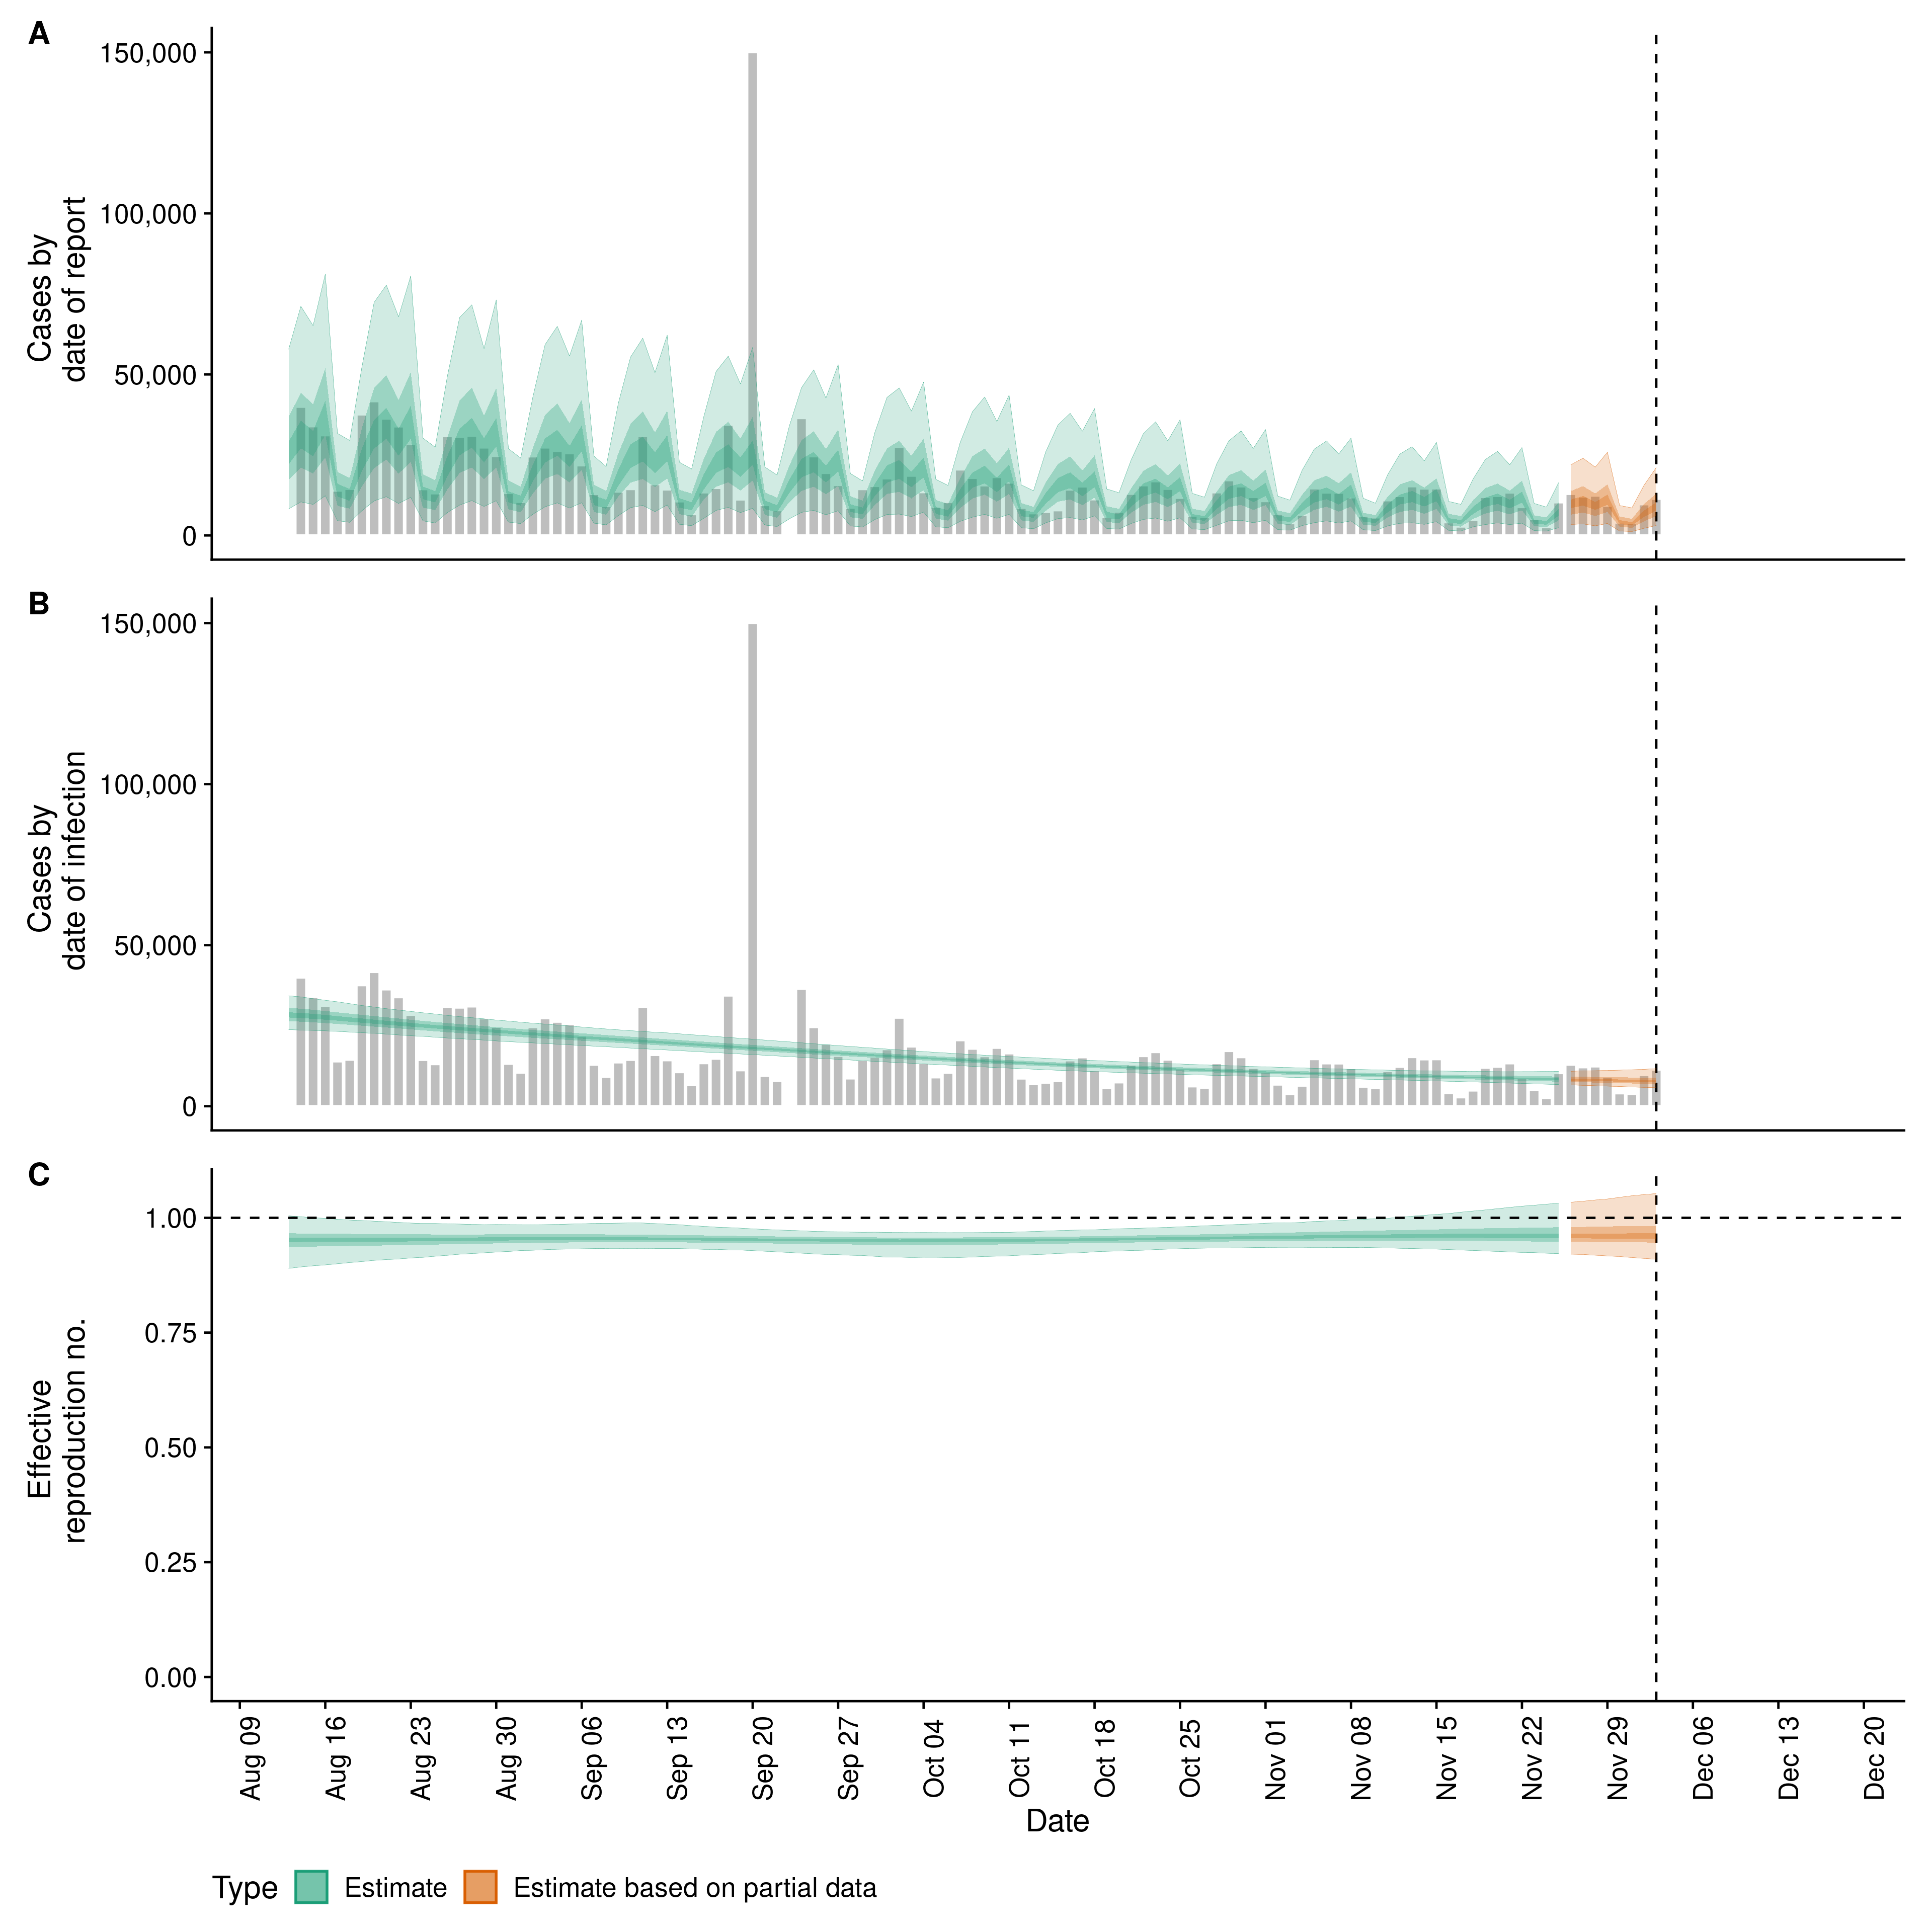 A
150,000
100,000
50,000
0
Cases by
date of report
B
150,000
100,000
50,000
0
Cases by
date of infection
C
1.00
0.75
0.50
0.25
0.00
Effective
reproduction no.
Aug 09
Aug 16
Aug 23
Aug 30
Sep 06
Sep 13
Sep 20
Sep 27
Oct 04
Oct 11
Oct 18
Oct 25
Nov 01
Nov 08
Nov 15
Nov 22
Nov 29
Dec 06
Dec 13
Dec 20
Date
Type Estimate Estimate based on partial data